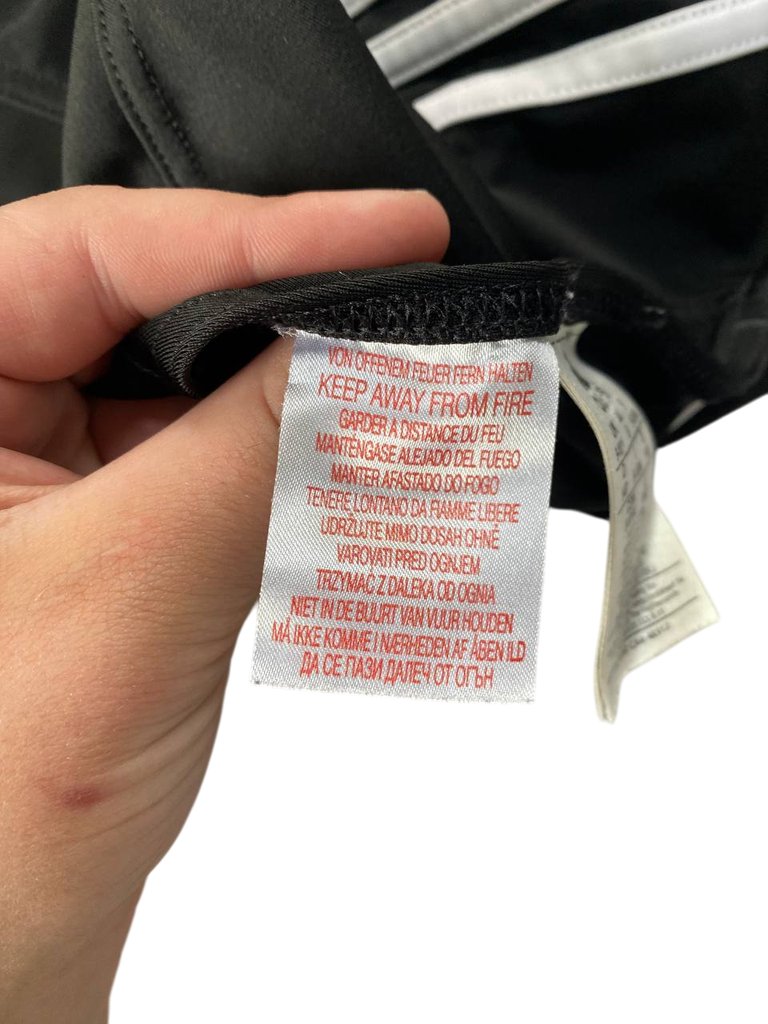 VON OFFENEM FEUER FERN HALTEN
KEEP AWAY FROM FIRE
GARDER A DISTANCE DU FEU
MANTÉNGASE ALEJADO DEL FUEGO
MANTER AFASTADO DO FOGO
TENERE LONTANO DA FIAMME LIBERE
UDRŽUJTE MIMO DOSAH OHNĚ
VAROVATI PRED OGNJEM
TRZYMAC Z DALEKA OD OGNIA
NIET IN DE BUURT VAN VUUR HOUDEN
MÅ IKKE KOMME I NÆRHEDEN AF ÅBEN ILD
ДА СЕ ПАЗИ ДАЛЕЧ ОТ ОГЪН